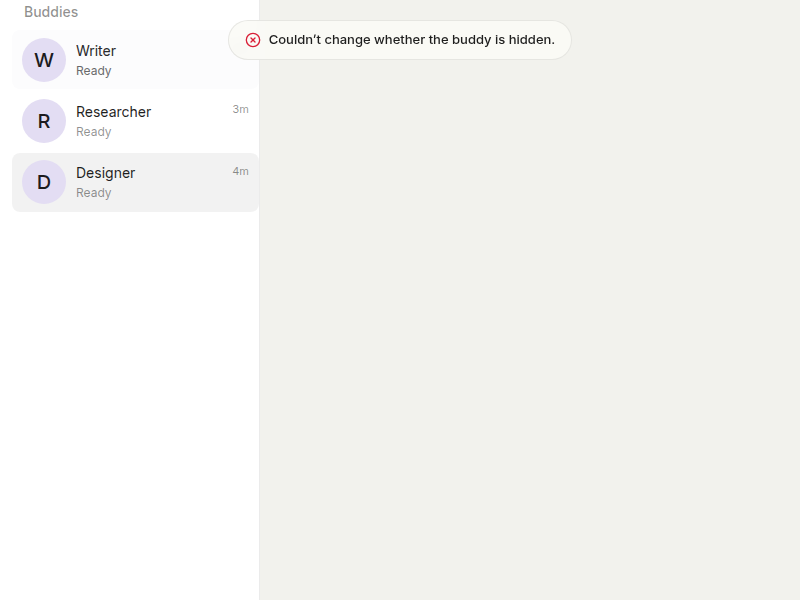 Buddies
Couldn't change whether the buddy is hidden.
W
Writer
Ready
R
Researcher
3m
Ready
D
Designer
4m
Ready